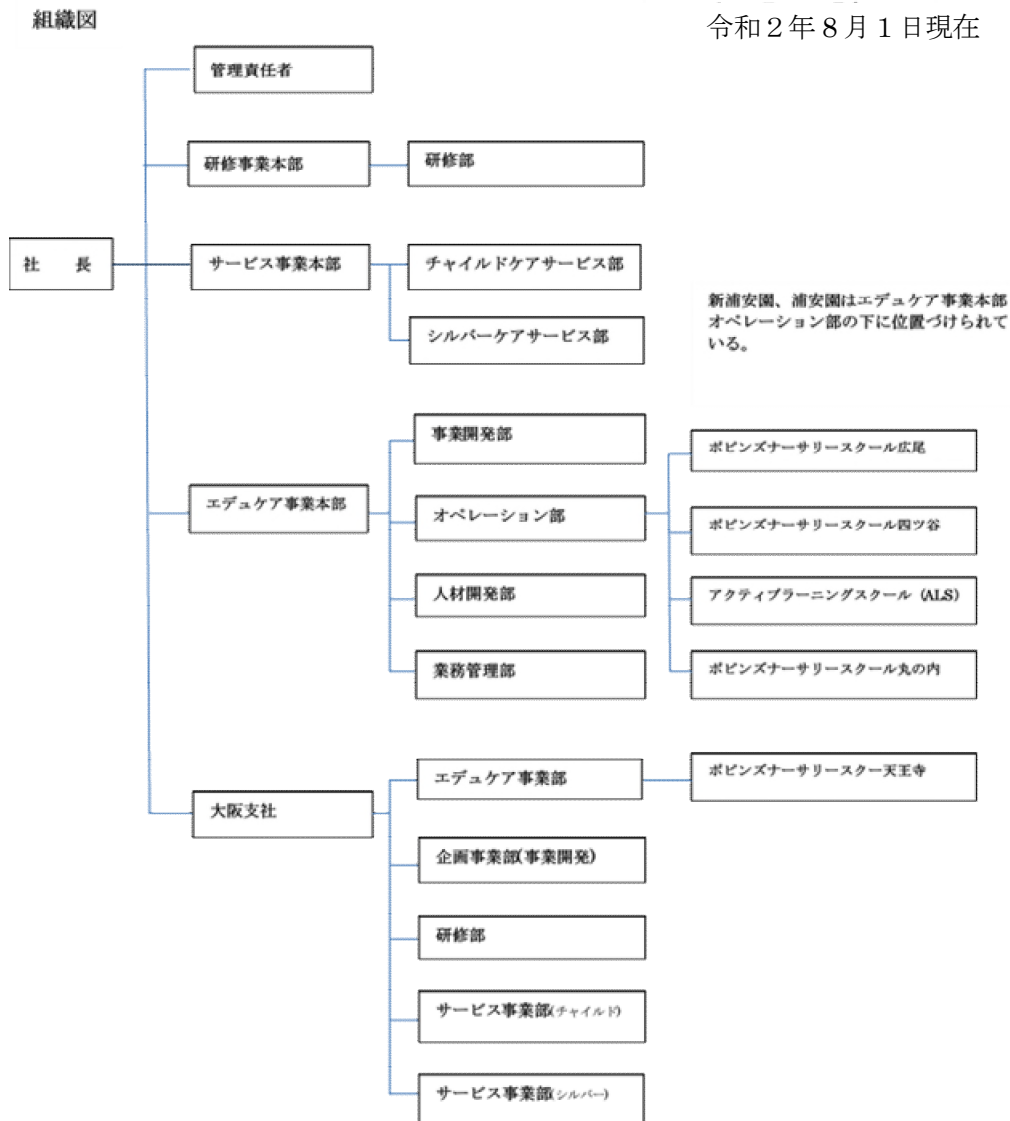 組織図
令和２年８月１日現在
管理責任者
研修事業本部
研修部
社　長
サービス事業本部
チャイルドケアサービス部
シルバーケアサービス部
新浦安園、浦安園はエデュケア事業本部
オペレーション部の下に位置づけられて
いる。
エデュケア事業本部
事業開発部
オペレーション部
人材開発部
業務管理部
ポピンズナーサリースクール広尾
ポピンズナーサリースクール四ツ谷
アクティブラーニングスクール (ALS)
ポピンズナーサリースクール丸の内
大阪支社
エデュケア事業部
ポピンズナーサリースクー天王寺
企画事業部(事業開発)
研修部
サービス事業部(チャイルド)
サービス事業部(シルバー)